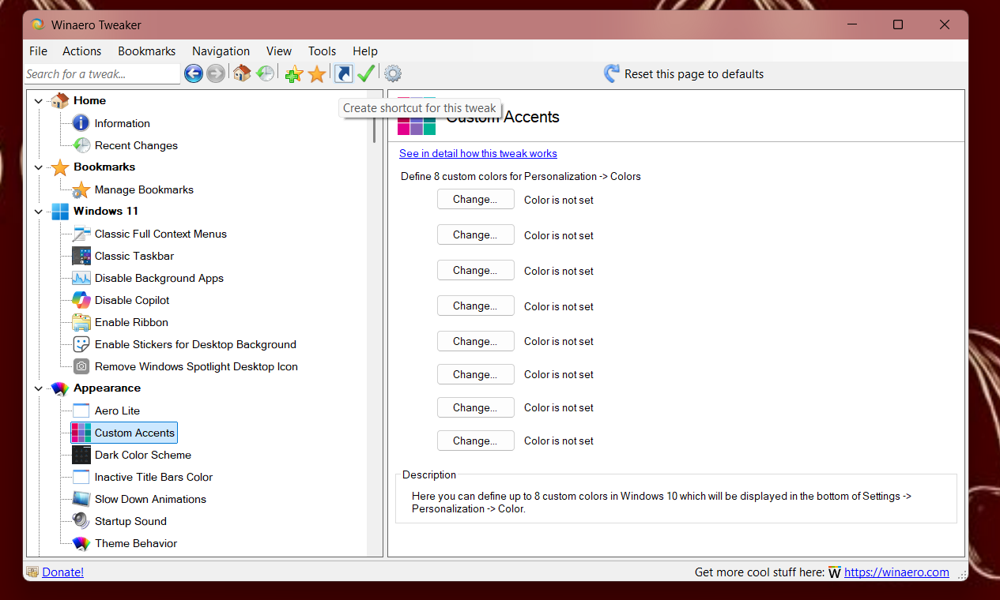 Winaero Tweaker
File Actions Bookmarks Navigation View Tools Help
Search for a tweak...
Reset this page to defaults
Create shortcut for this tweak
Home
Information
Recent Changes
Bookmarks
Manage Bookmarks
Windows 11
Classic Full Context Menus
Classic Taskbar
Disable Background Apps
Disable Copilot
Enable Ribbon
Enable Stickers for Desktop Background
Remove Windows Spotlight Desktop Icon
Appearance
Aero Lite
Custom Accents
Dark Color Scheme
Inactive Title Bars Color
Slow Down Animations
Startup Sound
Theme Behavior
Custom Accents
See in detail how this tweak works
Define 8 custom colors for Personalization -> Colors
Change... Color is not set
Change... Color is not set
Change... Color is not set
Change... Color is not set
Change... Color is not set
Change... Color is not set
Change... Color is not set
Change... Color is not set
Description
Here you can define up to 8 custom colors in Windows 10 which will be displayed in the bottom of Settings ->
Personalization -> Color.
Donate!
Get more cool stuff here: W https://winaero.com